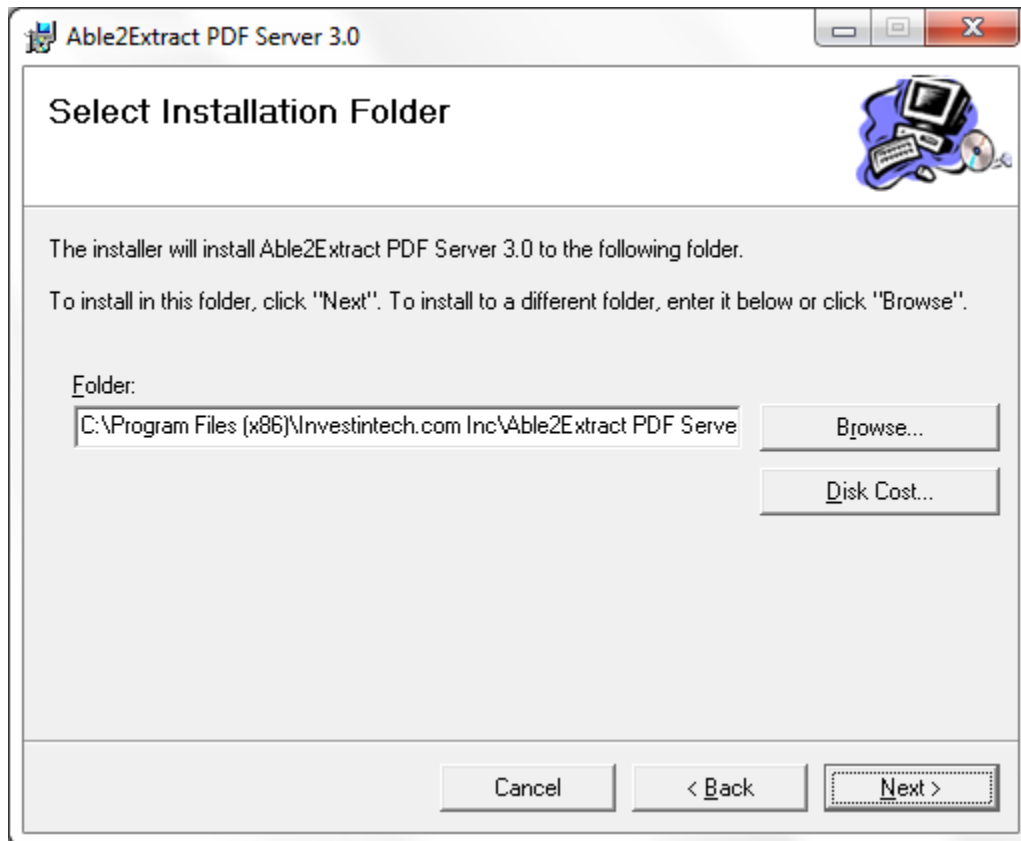 Able2Extract PDF Server 3.0
Select Installation Folder
The installer will install Able2Extract PDF Server 3.0 to the following folder.
To install in this folder, click "Next". To install to a different folder, enter it below or click "Browse".
Folder:
C:\Program Files (x86)\Investintech.com Inc\Able2Extract PDF Serve
Browse...
Disk Cost...
Cancel
< Back
Next >